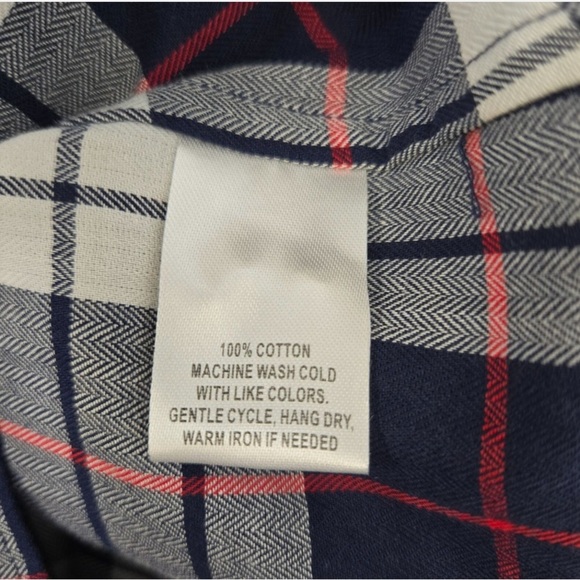 100% COTTON
MACHINE WASH COLD
WITH LIKE COLORS.
GENTLE CYCLE, HANG DRY,
WARM IRON IF NEEDED